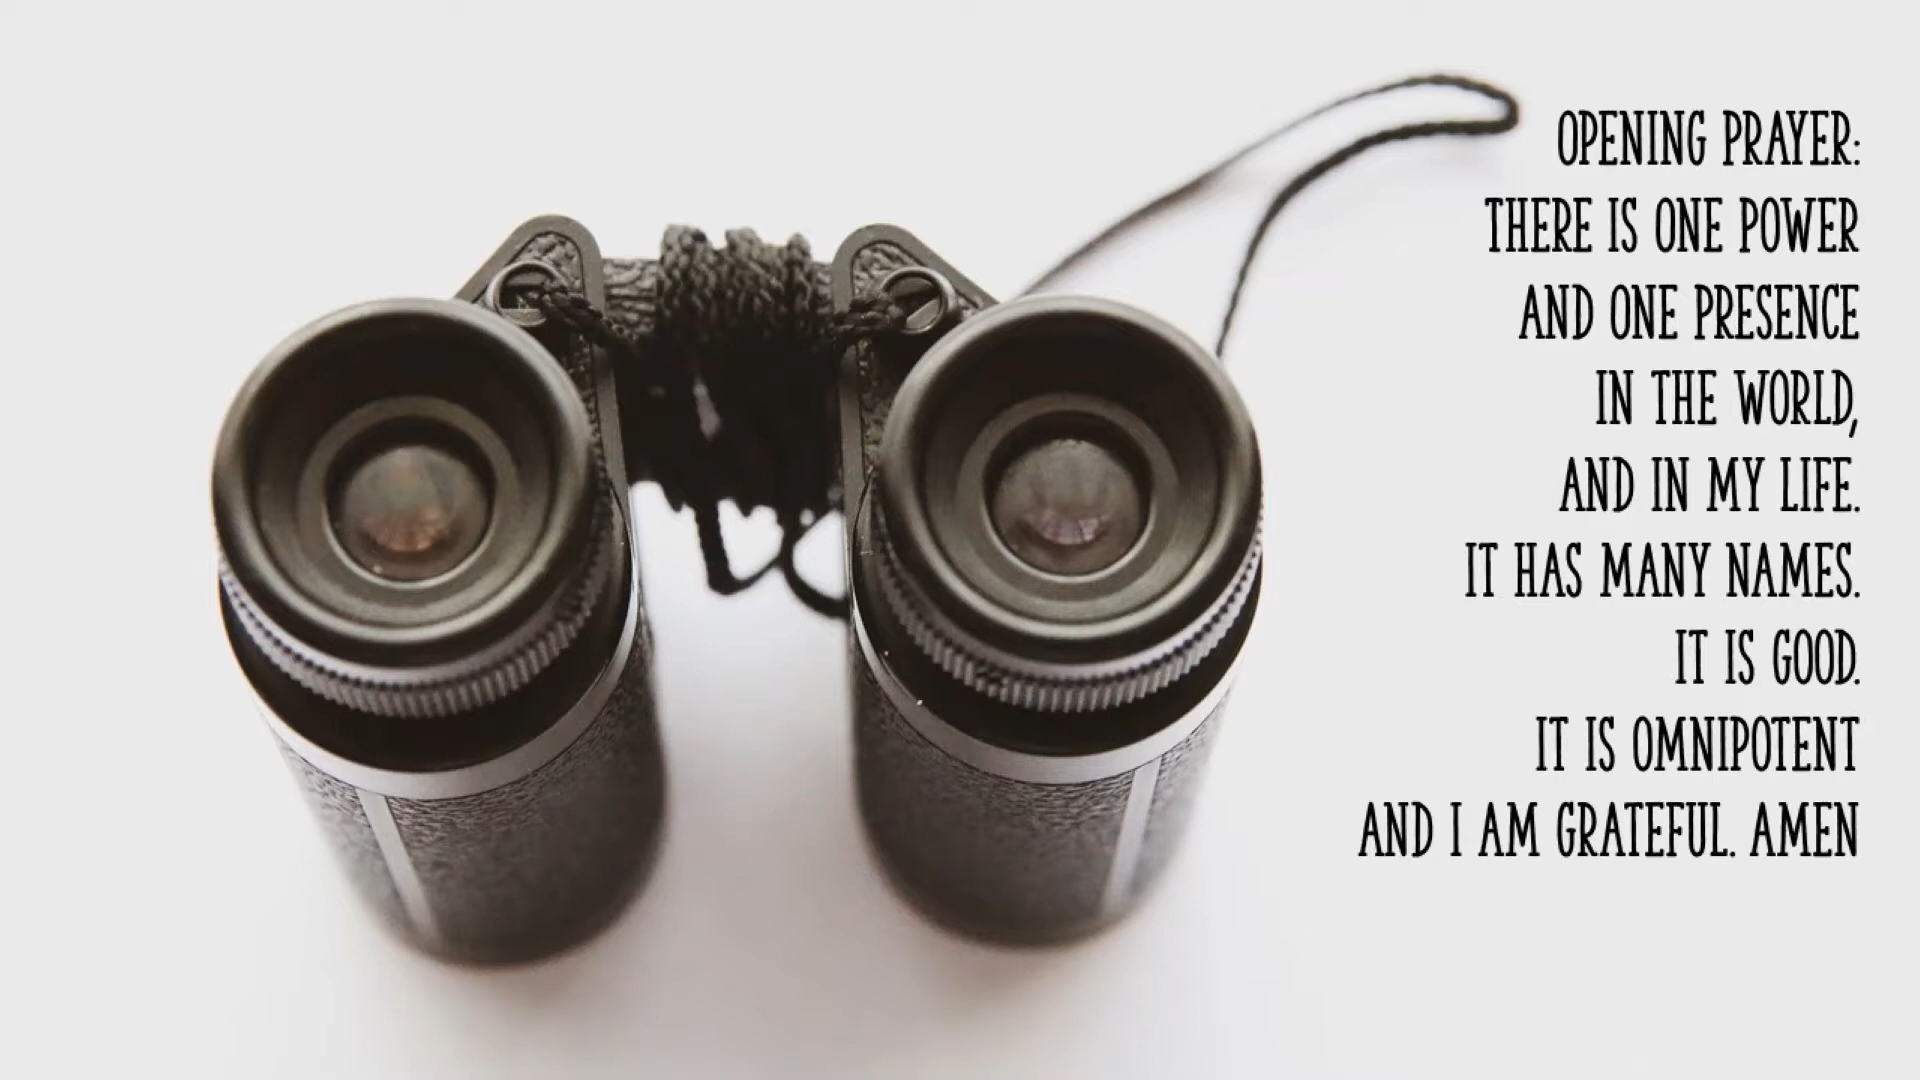 OPENING PRAYER:
THERE IS ONE POWER
AND ONE PRESENCE
IN THE WORLD,
AND IN MY LIFE.
IT HAS MANY NAMES.
IT IS GOOD.
IT IS OMNIPOTENT
AND I AM GRATEFUL. AMEN